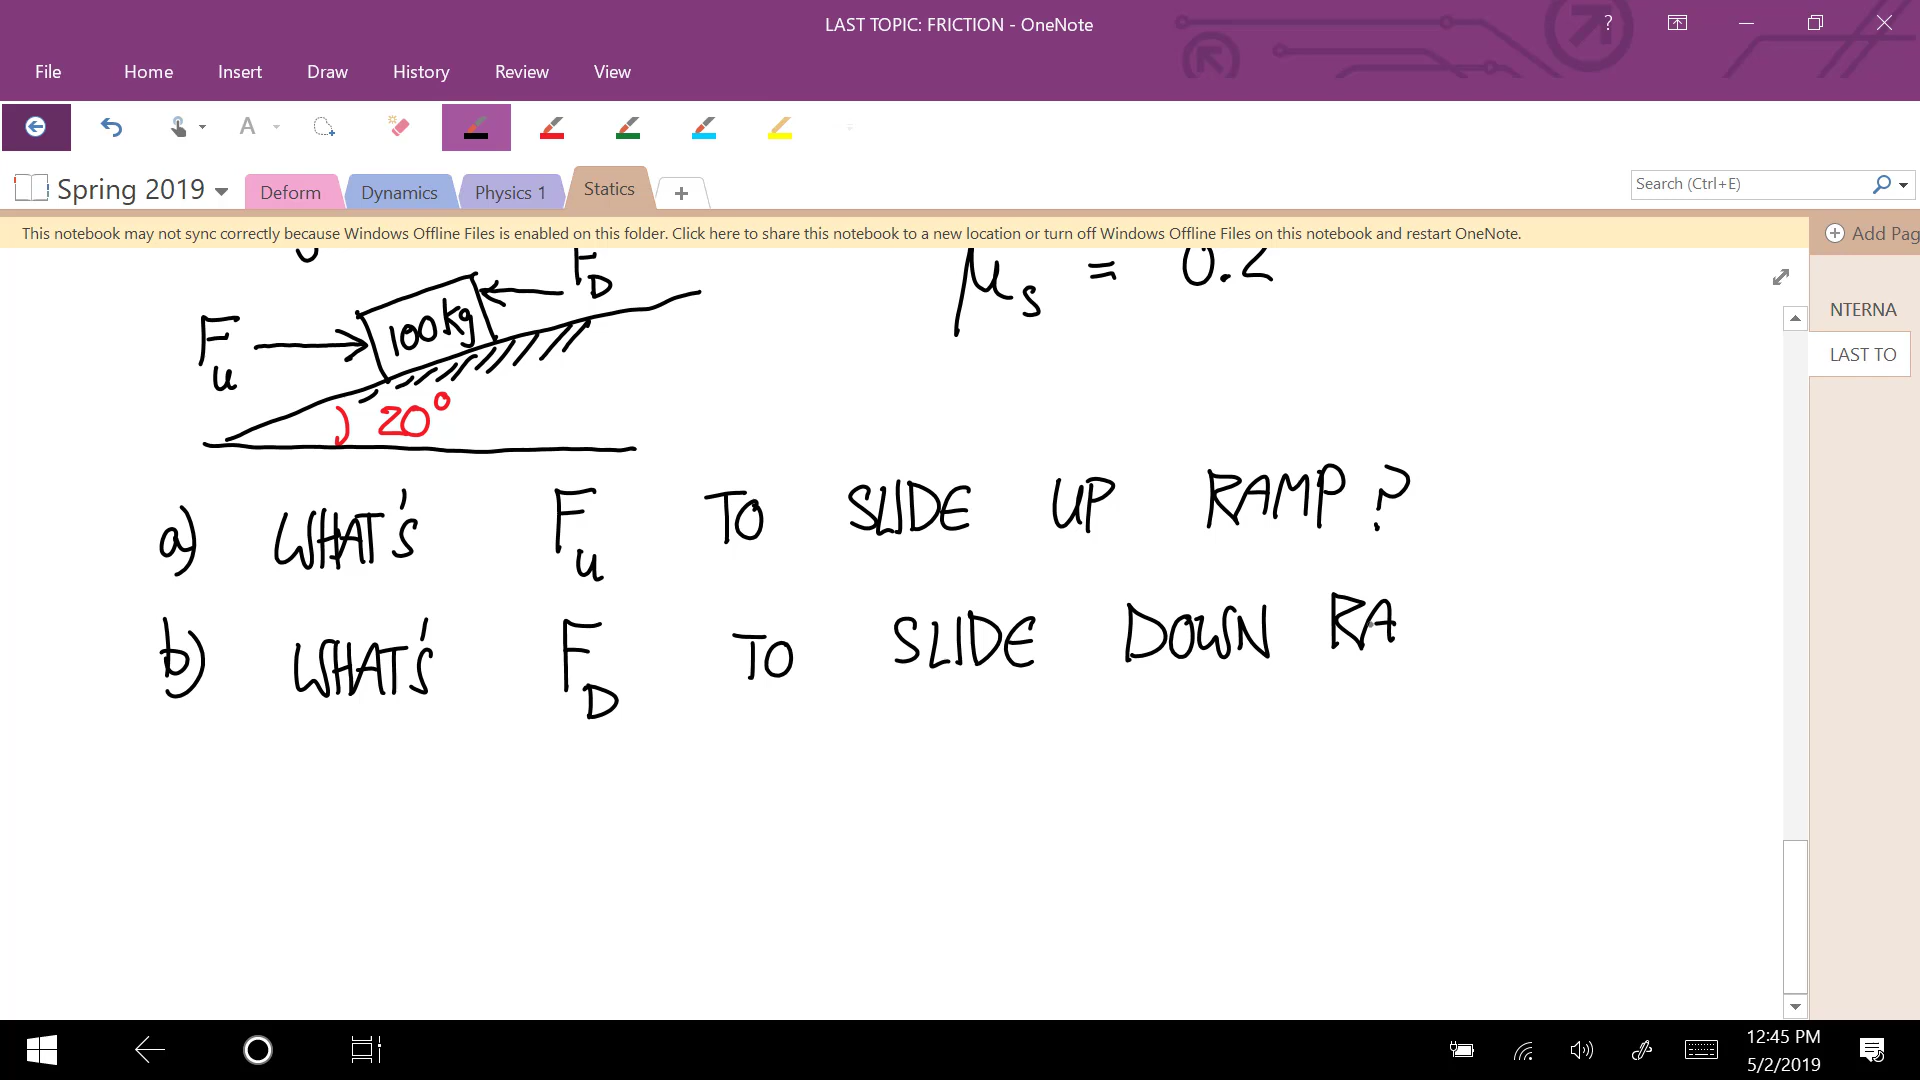 LAST TOPIC: FRICTION - OneNote
?
File Home Insert Draw History Review View
A
Spring 2019 Deform Dynamics Physics 1 Statics +
Search (Ctrl+E)
This notebook may not sync correctly because Windows Offline Files is enabled on this folder. Click here to share this notebook to a new location or turn off Windows Offline Files on this notebook and restart OneNote.
Add Pag
NTERNA
LAST TO
F_D
μ_s = 0.2
100kg
F_u
20°
a) WHAT'S F_u TO SLIDE UP RAMP?
b) WHAT'S F_D TO SLIDE DOWN RA
12:45 PM
5/2/2019